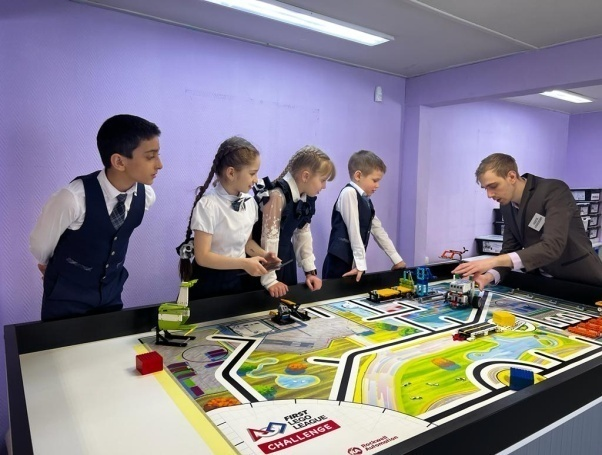 FIRST
LEGO
LEAGUE
CHALLENGE
Rockwell
Automation